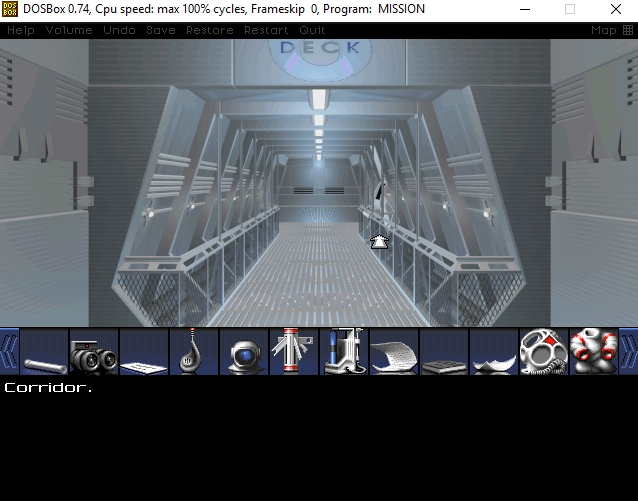 DOSBox 0.74, Cpu speed: max 100% cycles, Frameskip 0, Program: MISSION
Help Volume Undo Save Restore Restart Quit Map
DECK
Corridor.